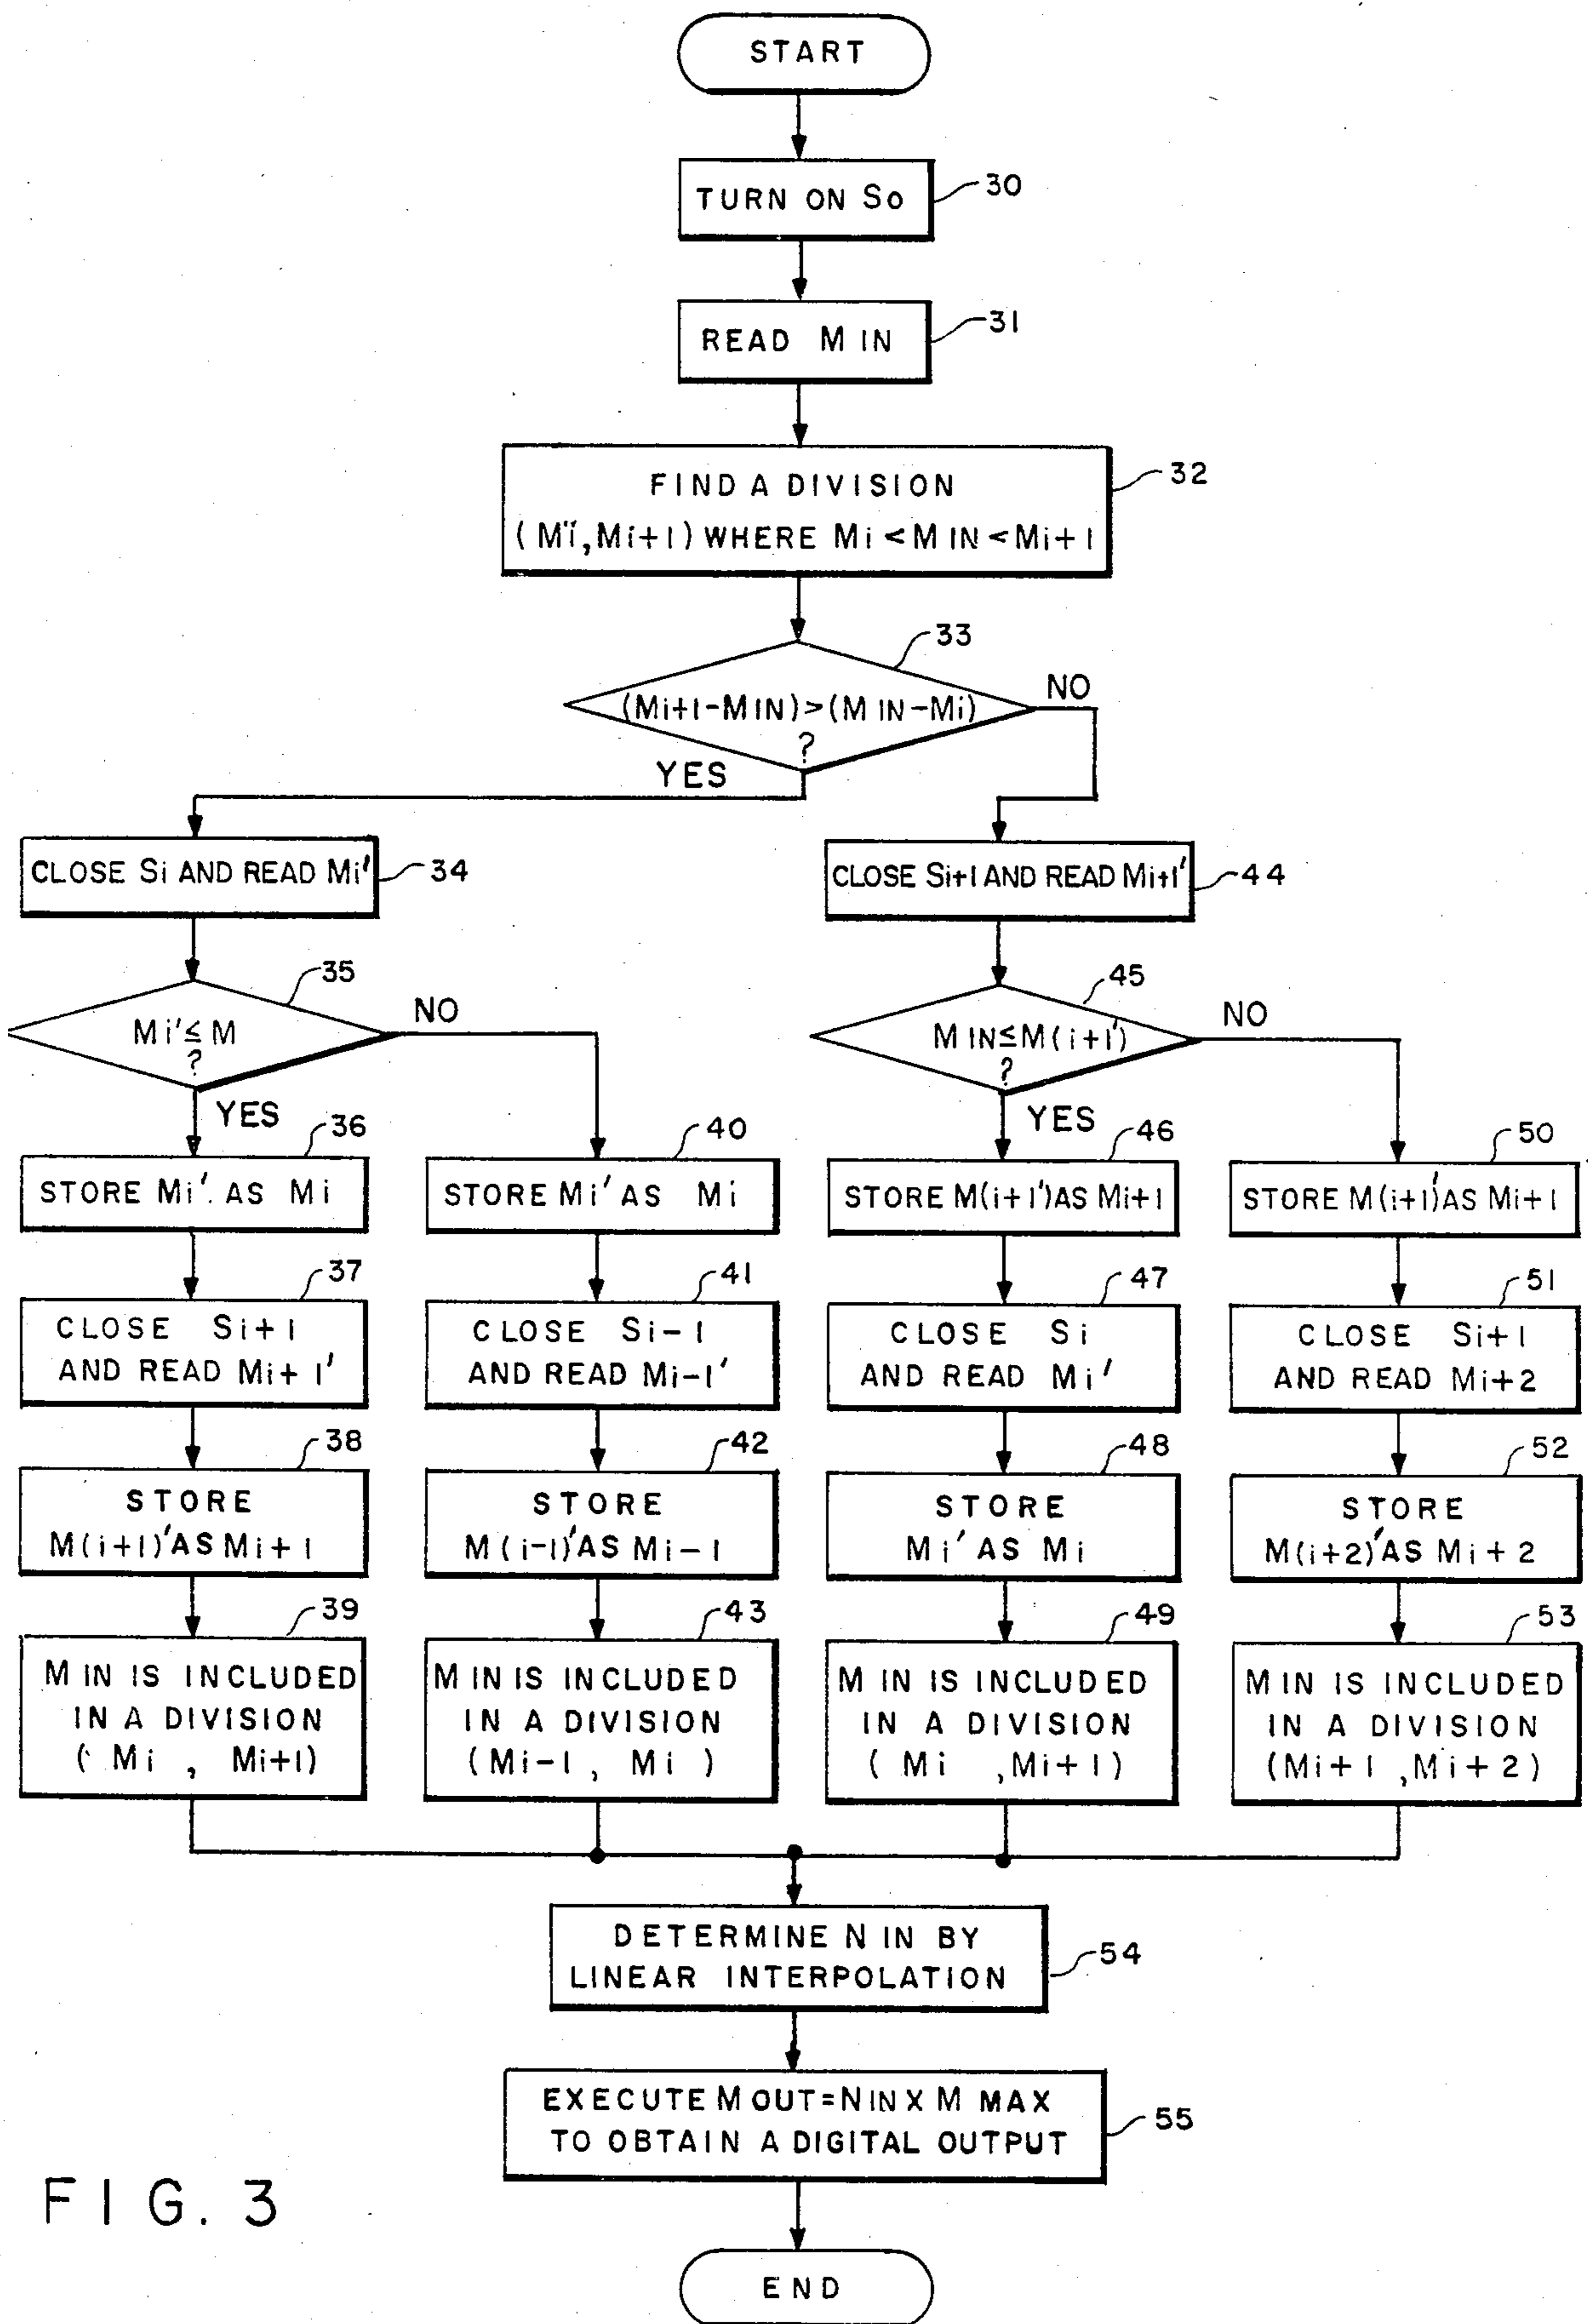 START
TURN ON So
30
READ M IN
31
FIND A DIVISION
(Mi, Mi+1) WHERE Mi < M IN < Mi+1
32
33
(Mi+1-M IN) > (M IN-Mi)
?
NO
YES
CLOSE Si AND READ Mi'
34
CLOSE Si+1 AND READ Mi+1'
44
35
Mi' ≤ M
?
NO
YES
45
M IN ≤ M(i+1')
?
NO
YES
36
STORE Mi'. AS Mi
40
STORE Mi' AS Mi
46
STORE M(i+1') AS Mi+1
50
STORE M(i+1)' AS Mi+1
37
CLOSE Si+1
AND READ Mi+1'
41
CLOSE Si-1
AND READ Mi-1'
47
CLOSE Si
AND READ Mi'
51
CLOSE Si+1
AND READ Mi+2
38
STORE
M(i+1)' AS Mi+1
42
STORE
M(i-1)' AS Mi-1
48
STORE
Mi' AS Mi
52
STORE
M(i+2)' AS Mi+2
39
M IN IS INCLUDED
IN A DIVISION
( Mi , Mi+1)
43
M IN IS INCLUDED
IN A DIVISION
(Mi-1 , Mi )
49
M IN IS INCLUDED
IN A DIVISION
( Mi , Mi+1 )
53
M IN IS INCLUDED
IN A DIVISION
(Mi+1 , Mi+2 )
DETERMINE N IN BY
LINEAR INTERPOLATION
54
EXECUTE M OUT = N IN X M MAX
TO OBTAIN A DIGITAL OUTPUT
55
FIG. 3
END